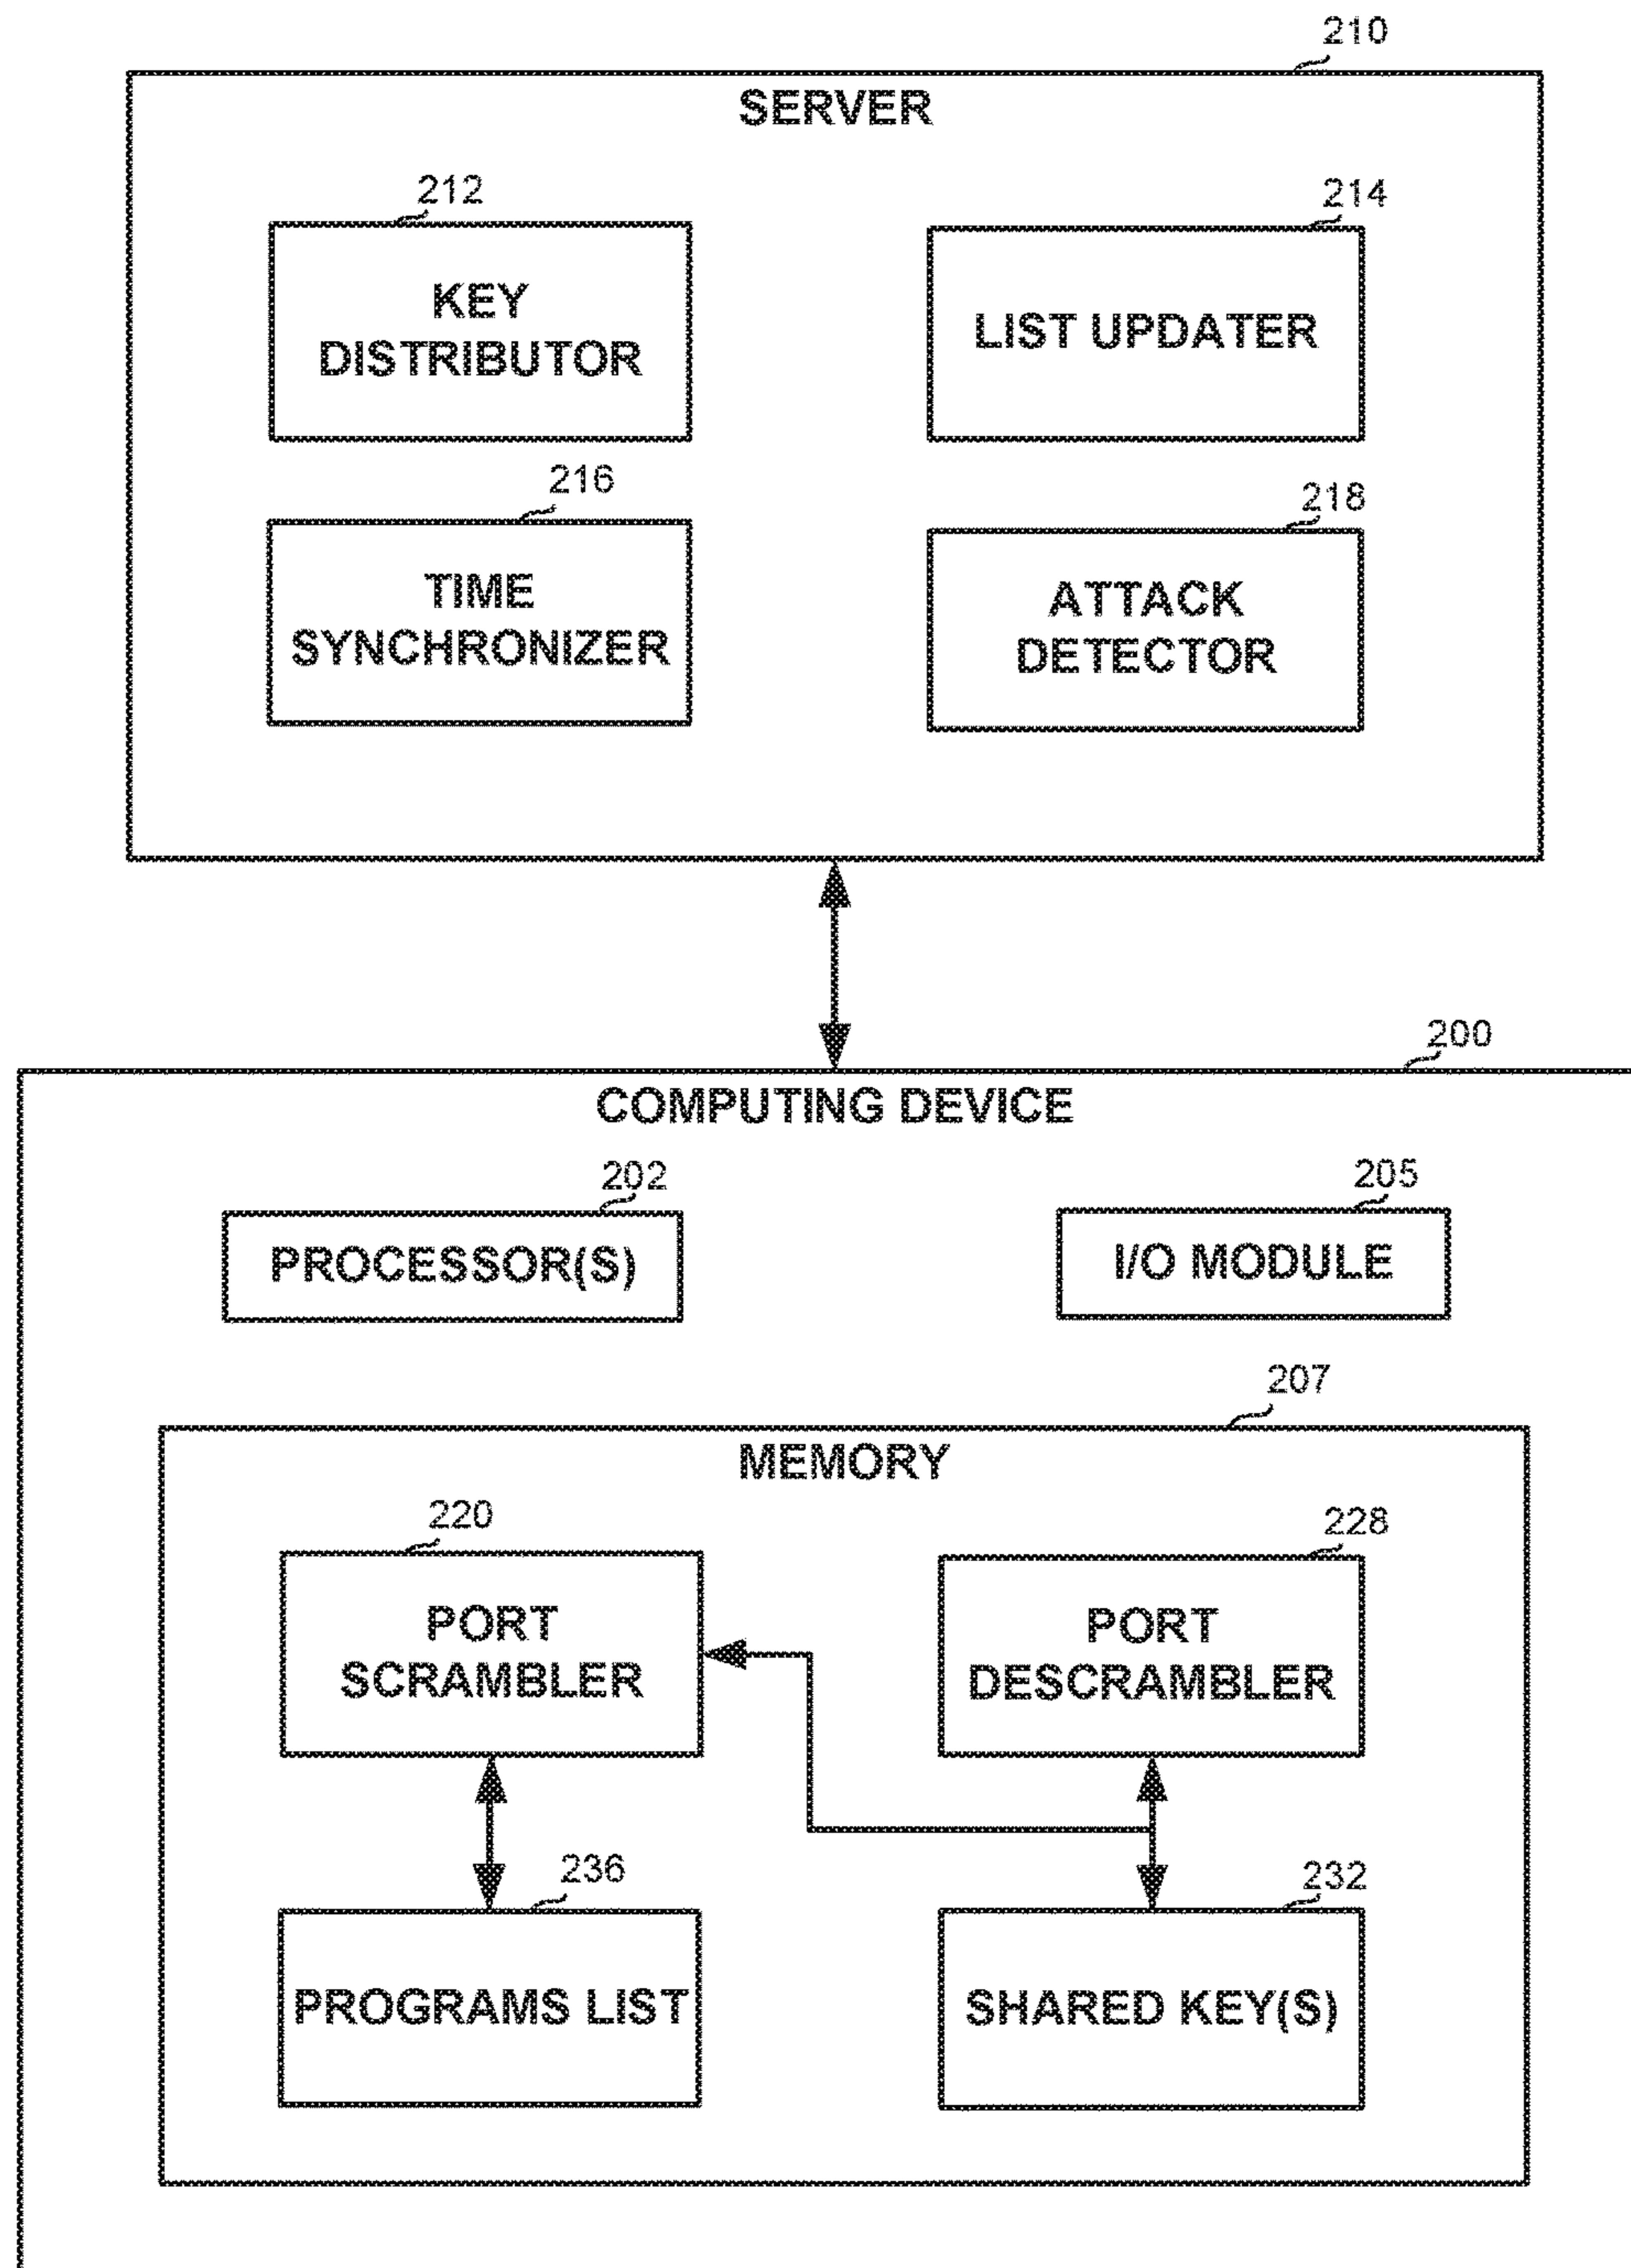 210
SERVER
212
214
KEY
DISTRIBUTOR
LIST UPDATER
216
218
TIME
SYNCHRONIZER
ATTACK
DETECTOR
200
COMPUTING DEVICE
202
205
PROCESSOR(S)
I/O MODULE
207
MEMORY
220
228
PORT
SCRAMBLER
PORT
DESCRAMBLER
236
232
PROGRAMS LIST
SHARED KEY(S)